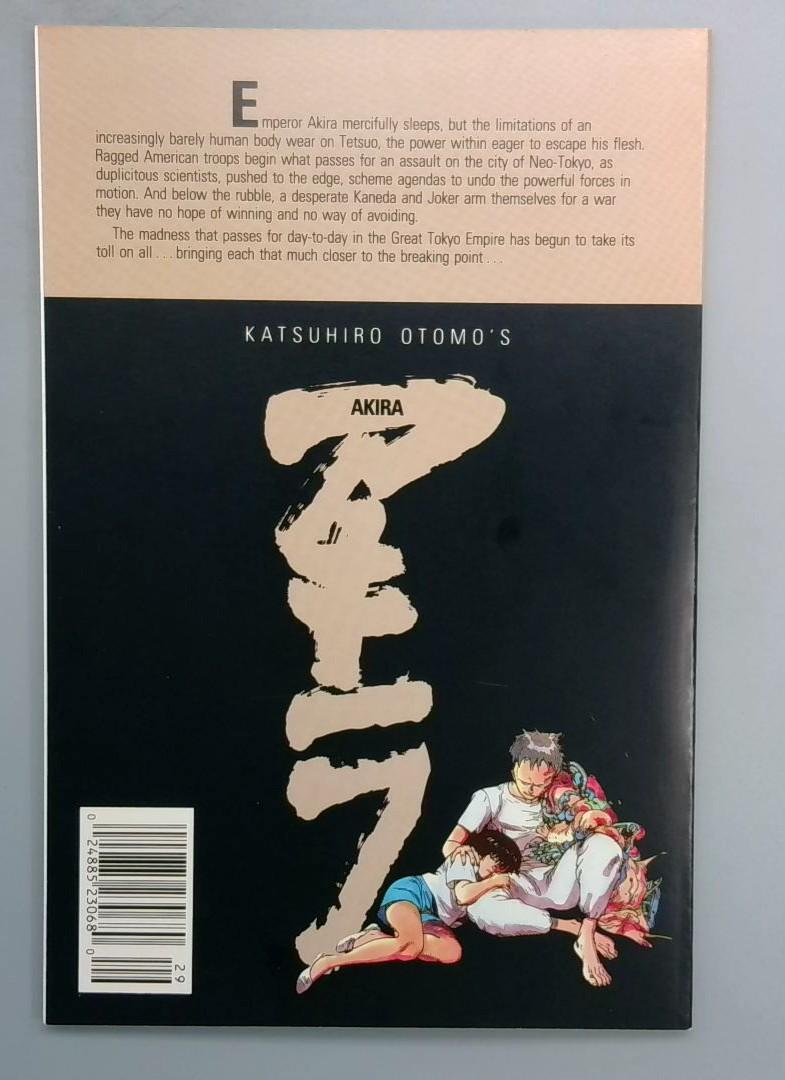 Emperor Akira mercifully sleeps, but the limitations of an
increasingly barely human body wear on Tetsuo, the power within eager to escape his flesh.
Ragged American troops begin what passes for an assault on the city of Neo-Tokyo, as
duplicitous scientists, pushed to the edge, scheme agendas to undo the powerful forces in
motion. And below the rubble, a desperate Kaneda and Joker arm themselves for a war
they have no hope of winning and no way of avoiding.
The madness that passes for day-to-day in the Great Tokyo Empire has begun to take its
toll on all . . . bringing each that much closer to the breaking point . . .
KATSUHIRO OTOMO'S
AKIRA
アキラ
0 24885 23068 0
29